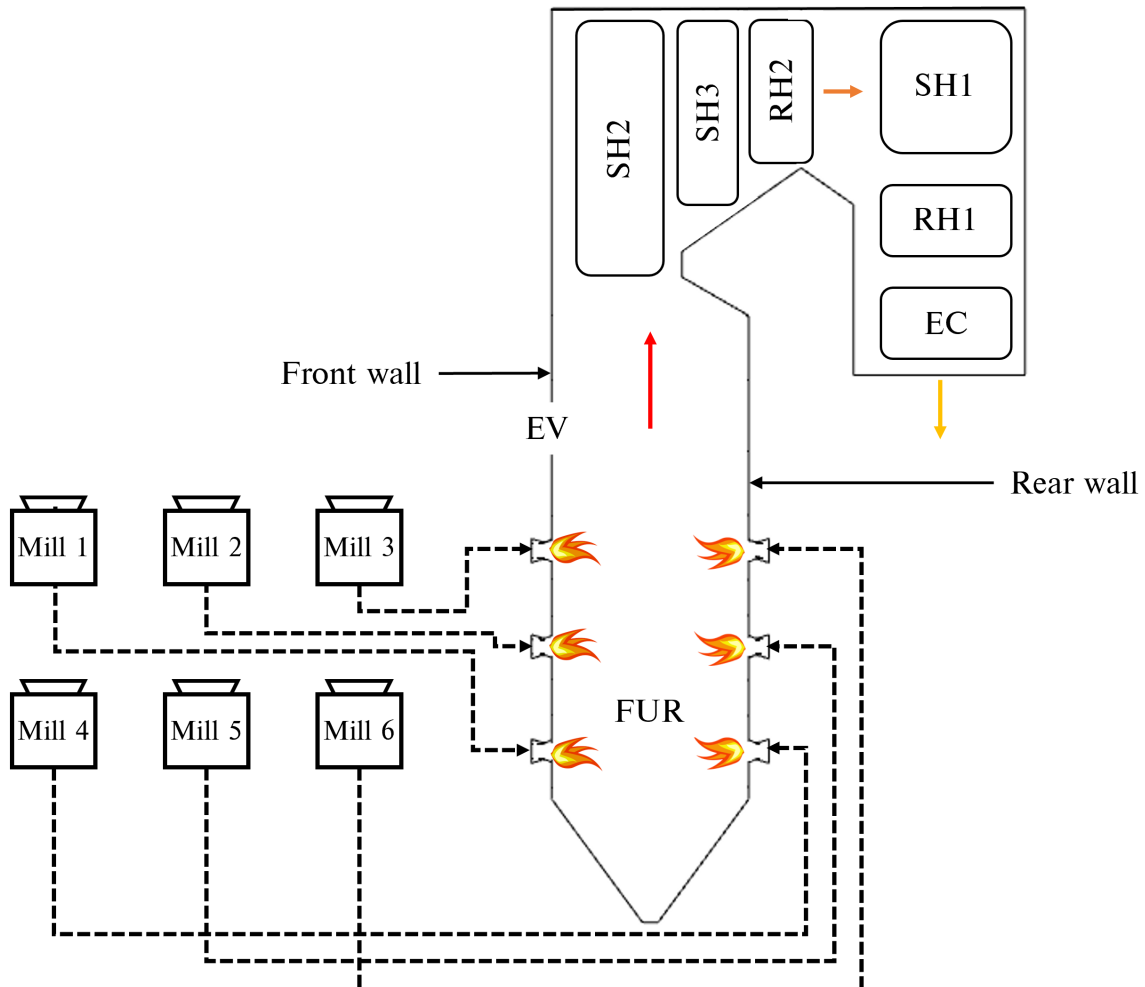 SH2
SH3
RH2
SH1
RH1
EC
Front wall
EV
Rear wall
Mill 1
Mill 2
Mill 3
Mill 4
Mill 5
Mill 6
FUR